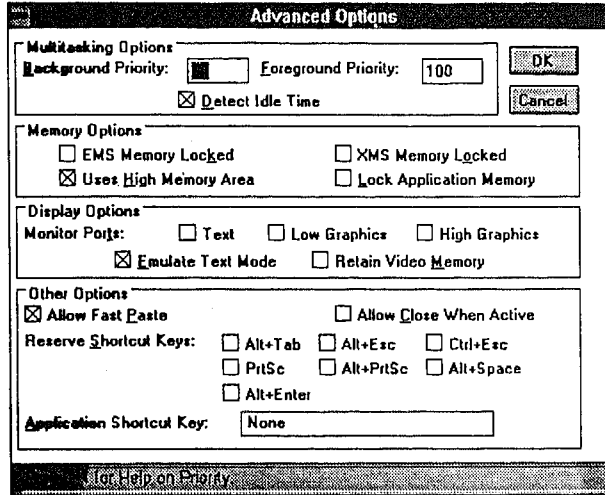 Advanced Options
Multitasking Options
Background Priority: Foreground Priority: 100
OK
Detect Idle Time
Cancel
Memory Options
EMS Memory Locked XMS Memory Locked
Uses High Memory Area Lock Application Memory
Display Options
Monitor Ports: Text Low Graphics High Graphics
Emulate Text Mode Retain Video Memory
Other Options
Allow Fast Paste Allow Close When Active
Reserve Shortcut Keys: Alt+Tab Alt+Esc Ctrl+Esc
PrtSc Alt+PrtSc Alt+Space
Alt+Enter
Application Shortcut Key: None
for Help on Priority.